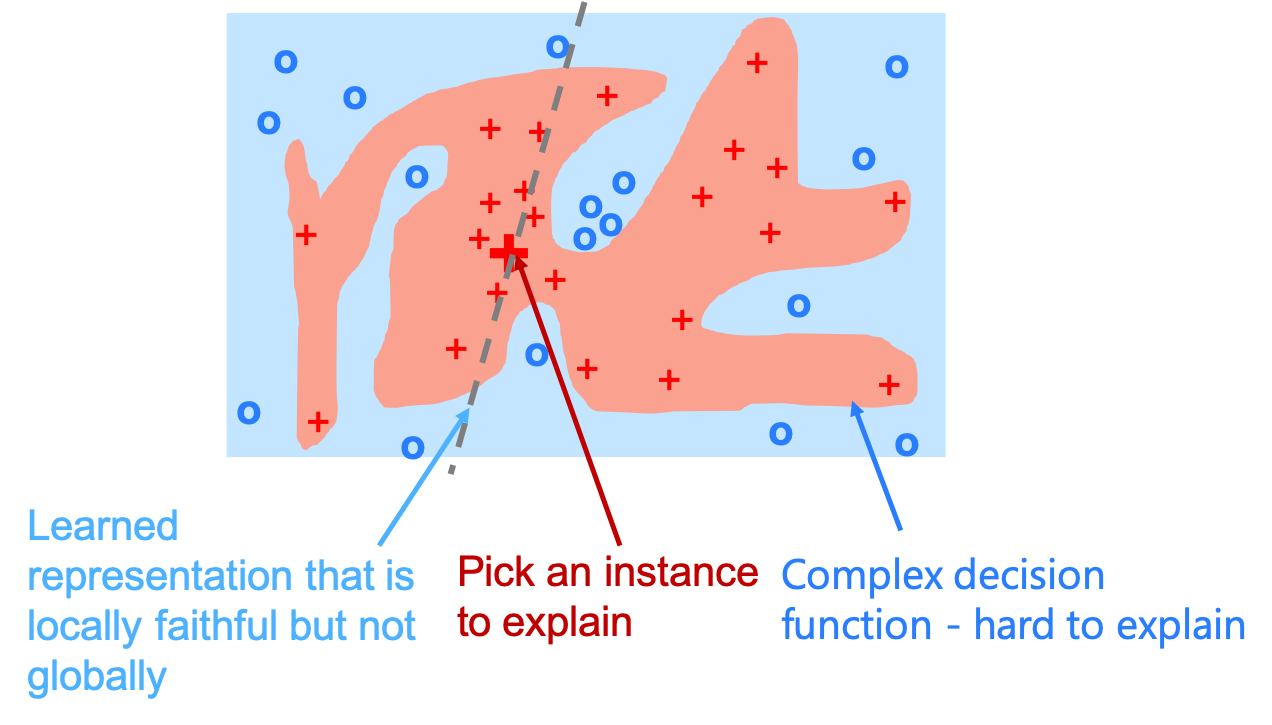 Learned
representation that is
locally faithful but not
globally
Pick an instance
to explain
Complex decision
function - hard to explain